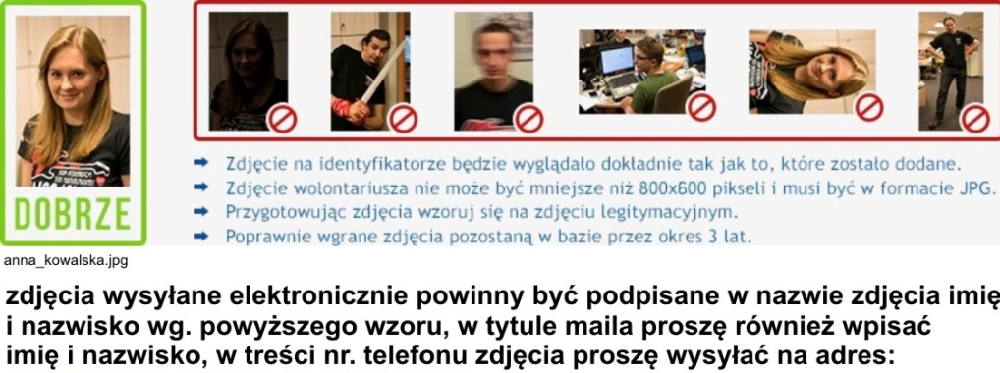 DOBRZE
➡ Zdjęcie na identyfikatorze będzie wyglądało dokładnie tak jak to, które zostało dodane.
➡ Zdjęcie wolontariusza nie może być mniejsze niż 800x600 pikseli i musi być w formacie JPG.
➡ Przygotowując zdjęcia wzoruj się na zdjęciu legitymacyjnym.
➡ Poprawnie wgrane zdjęcia pozostaną w bazie przez okres 3 lat.
anna_kowalska.jpg
zdjęcia wysyłane elektronicznie powinny być podpisane w nazwie zdjęcia imię
i nazwisko wg. powyższego wzoru, w tytule maila proszę również wpisać
imię i nazwisko, w treści nr. telefonu zdjęcia proszę wysyłać na adres: